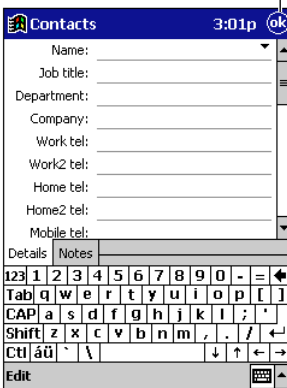 Contacts 3:01p ok
Name:
Job title:
Department:
Company:
Work tel:
Work2 tel:
Home tel:
Home2 tel:
Mobile tel:
Details Notes
123 1 2 3 4 5 6 7 8 9 0 - =
Tab q w e r t y u i o p [ ]
CAP a s d f g h j k l ; '
Shift z x c v b n m , . /
Ctl áü ` \
Edit